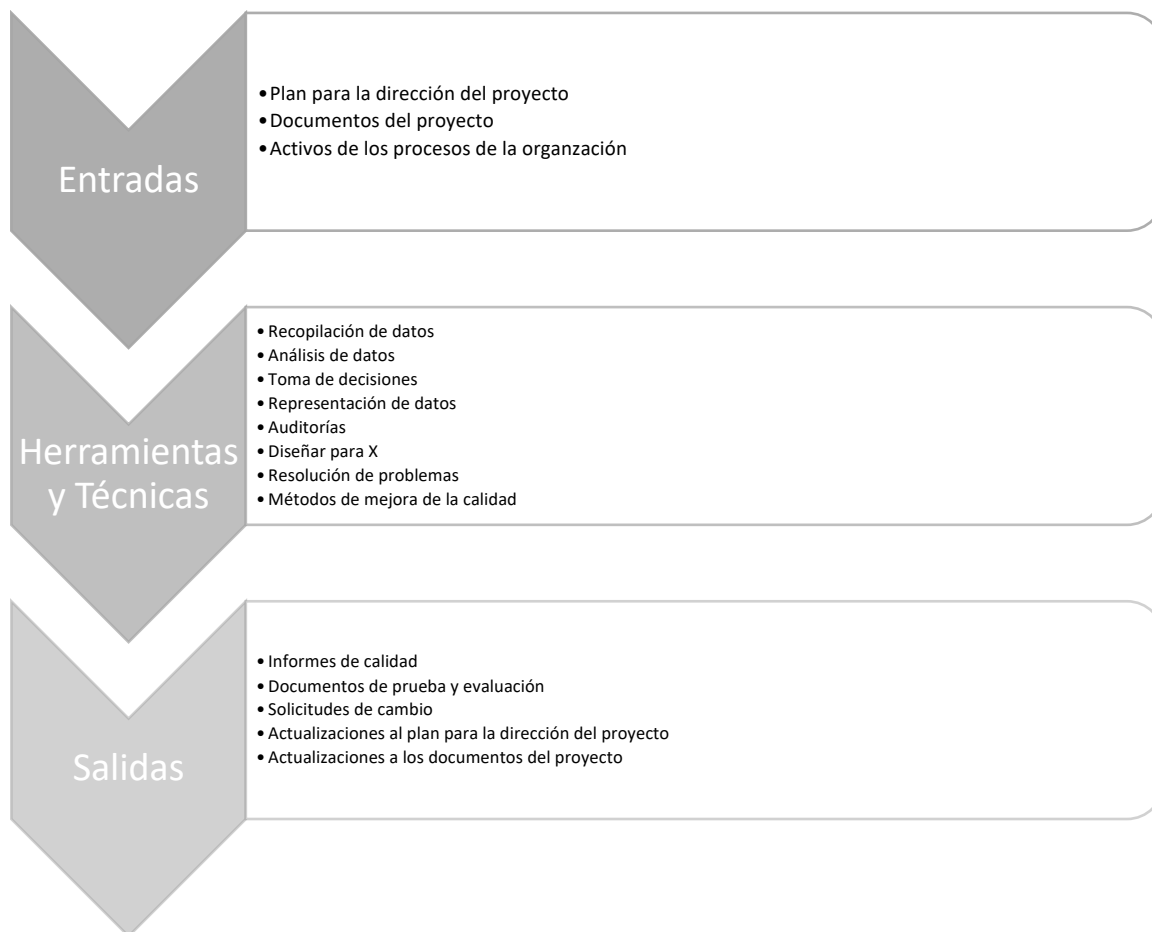 Entradas
• Plan para la dirección del proyecto
• Documentos del proyecto
• Activos de los procesos de la organzación
Herramientas
y Técnicas
• Recopilación de datos
• Análisis de datos
• Toma de decisiones
• Representación de datos
• Auditorías
• Diseñar para X
• Resolución de problemas
• Métodos de mejora de la calidad
Salidas
• Informes de calidad
• Documentos de prueba y evaluación
• Solicitudes de cambio
• Actualizaciones al plan para la dirección del proyecto
• Actualizaciones a los documentos del proyecto